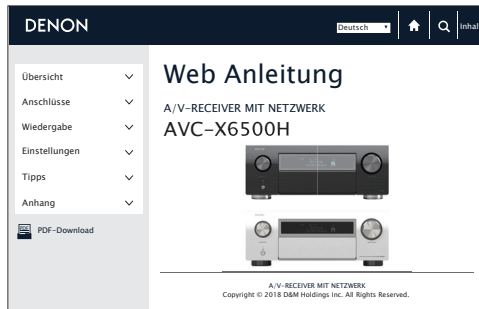 DENON
Deutsch
Inhal
Übersicht
Anschlüsse
Wiedergabe
Einstellungen
Tipps
Anhang
PDF-Download
Web Anleitung
A/V-RECEIVER MIT NETZWERK
AVC-X6500H
A/V-RECEIVER MIT NETZWERK
Copyright © 2018 D&M Holdings Inc. All Rights Reserved.